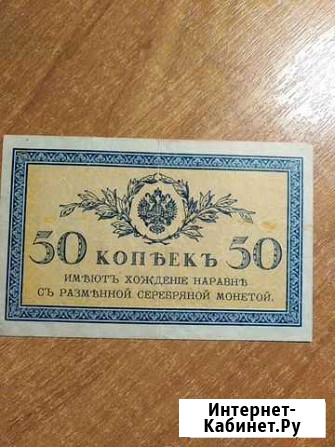 50 КОПѢЕКЪ 50
ИМѢЮТЪ ХОЖДЕНІЕ НАРАВНѢ
СЪ РАЗМѢННОЙ СЕРЕБРЯНОЙ МОНЕТОЙ.
Интернет-
Кабинет.Ру